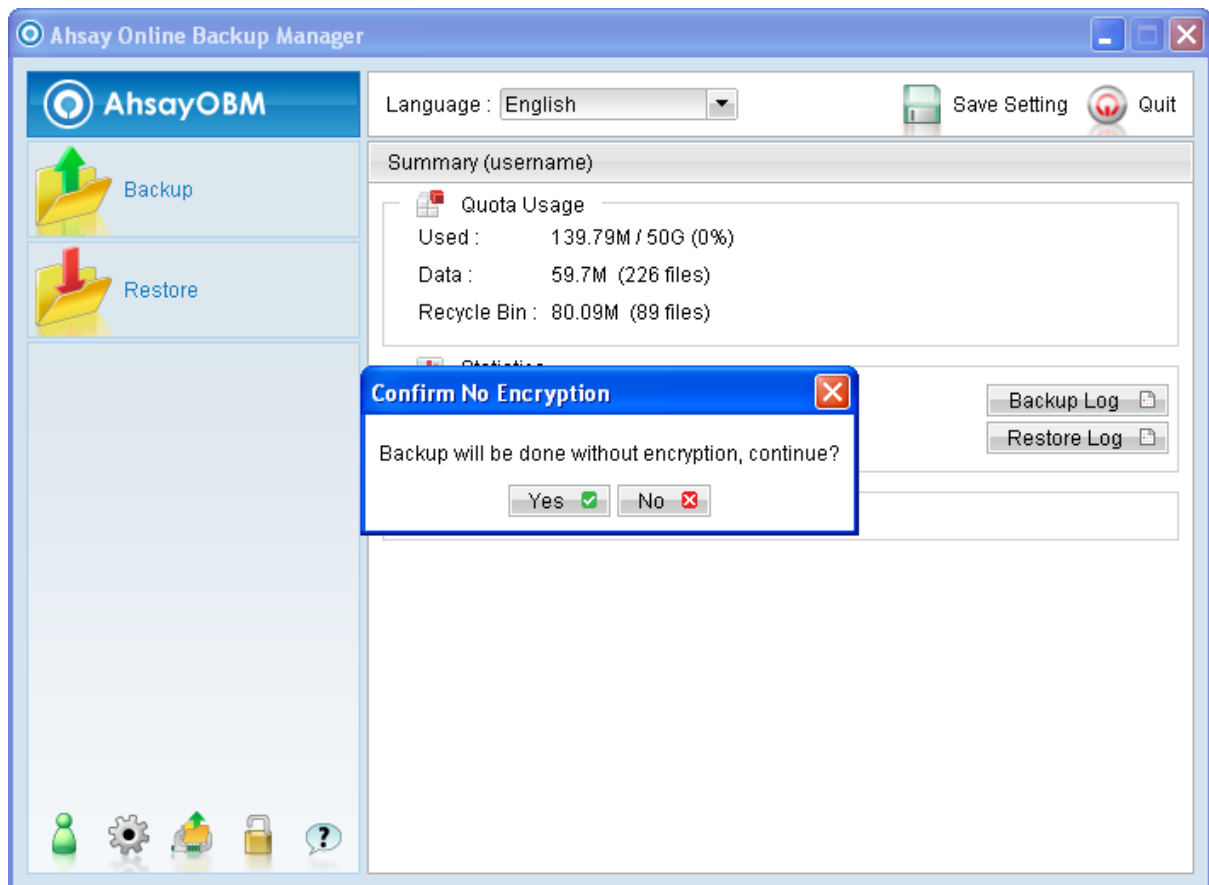 Ahsay Online Backup Manager
AhsayOBM
Language : English
Save Setting
Quit
Backup
Restore
Summary (username)
Quota Usage
Used : 139.79M / 50G (0%)
Data : 59.7M (226 files)
Recycle Bin : 80.09M (89 files)
Statistics
Backup Log
Restore Log
Confirm No Encryption
Backup will be done without encryption, continue?
Yes
No